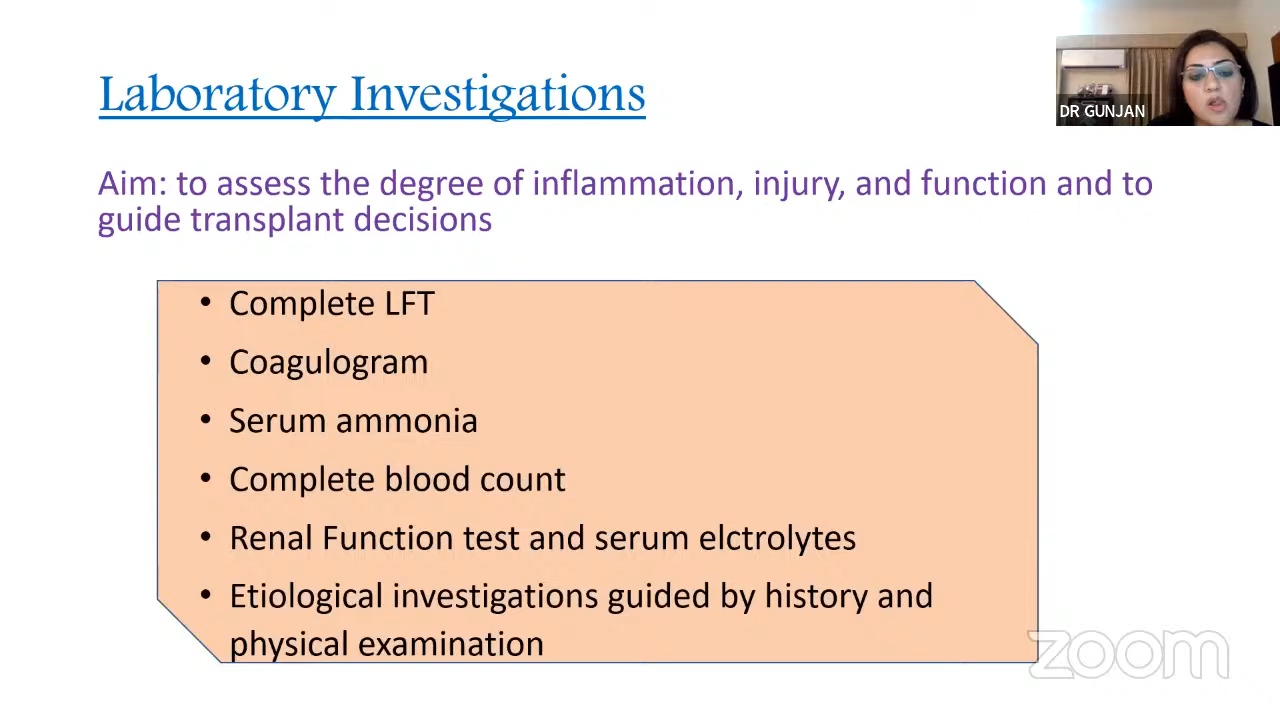 Laboratory Investigations
DR GUNJAN
Aim: to assess the degree of inflammation, injury, and function and to
guide transplant decisions
• Complete LFT
• Coagulogram
• Serum ammonia
• Complete blood count
• Renal Function test and serum elctrolytes
• Etiological investigations guided by history and
physical examination
zoom